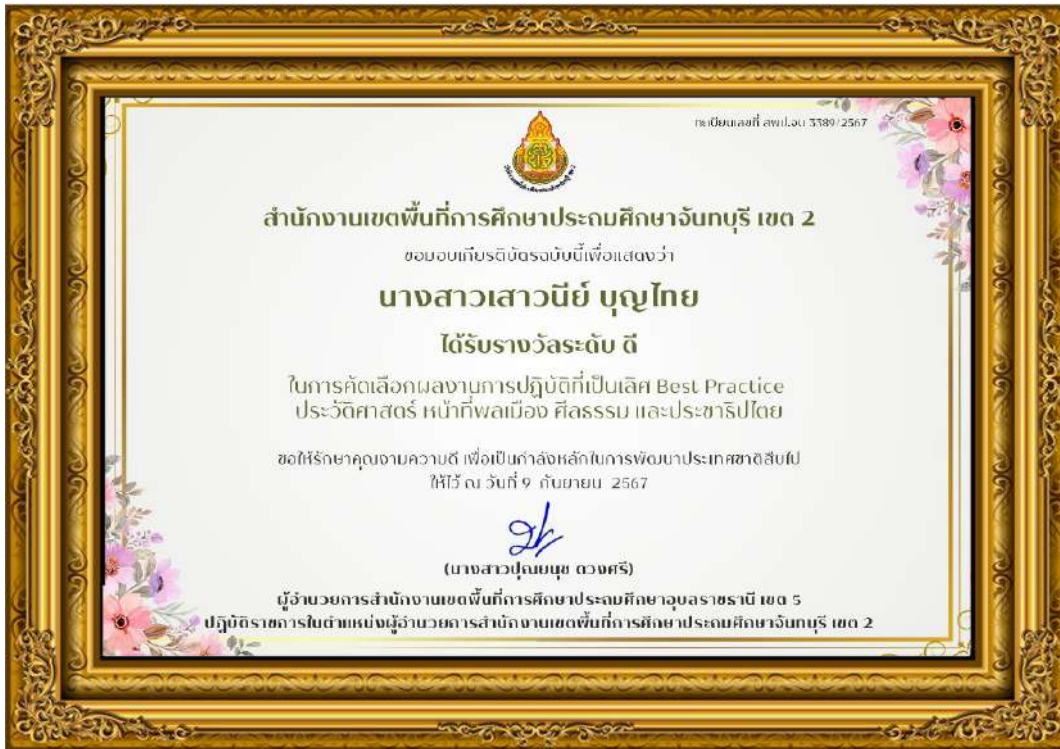 ทะเบียนเลขที่ สพป.จบ 3389/2567
สำนักงานเขตพื้นที่การศึกษาประถมศึกษาจันทบุรี เขต 2
ขอมอบเกียรติบัตรฉบับนี้เพื่อแสดงว่า
นางสาวเสาวนีย์ บุญไทย
ได้รับรางวัลระดับ ดี
ในการคัดเลือกผลงานการปฏิบัติที่เป็นเลิศ Best Practice
ประวัติศาสตร์ หน้าที่พลเมือง ศีลธรรม และประชาธิปไตย
ขอให้รักษาคุณงามความดี เพื่อเป็นกำลังหลักในการพัฒนาประเทศชาติสืบไป
ให้ไว้ ณ วันที่ 9 กันยายน 2567
(นางสาวปุณยนุช ดวงศรี)
ผู้อำนวยการสำนักงานเขตพื้นที่การศึกษาประถมศึกษาอุบลราชธานี เขต 5
ปฏิบัติราชการในตำแหน่งผู้อำนวยการสำนักงานเขตพื้นที่การศึกษาประถมศึกษาจันทบุรี เขต 2